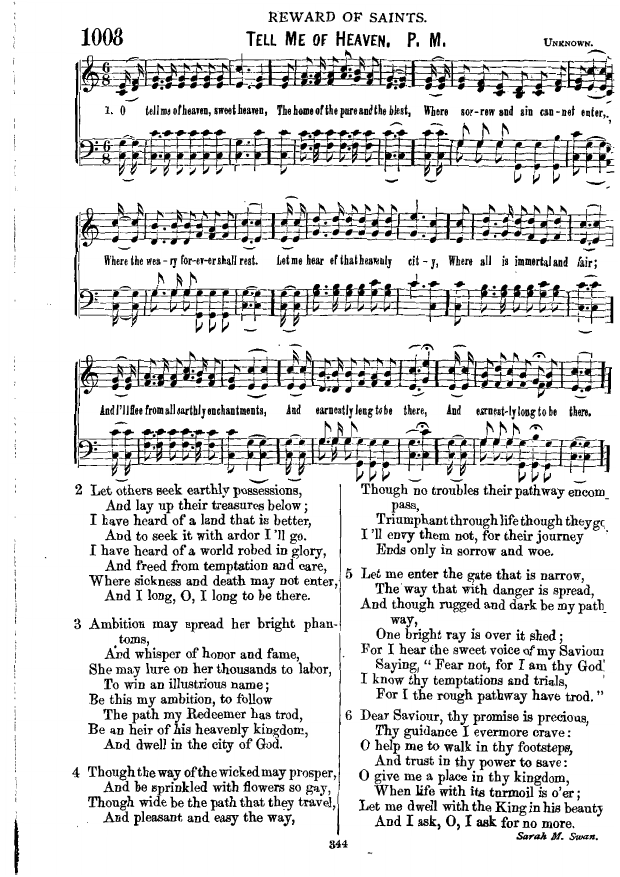 REWARD OF SAINTS.
1003 TELL ME OF HEAVEN. P. M. UNKNOWN.
1. O tell me of heaven, sweet heaven, The home of the pure and the blest, Where sor-row and sin can-not enter,
Where the wea-ry for-ev-er shall rest. Let me hear of that heavenly cit-y, Where all is immortal and fair;
And I'll flee from all earthly enchantments, And earnestly long to be there, And earnest-ly long to be there.
2 Let others seek earthly possessions,
And lay up their treasures below;
I have heard of a land that is better,
And to seek it with ardor I'll go.
I have heard of a world robed in glory,
And freed from temptation and care,
Where sickness and death may not enter,
And I long, O, I long to be there.
3 Ambition may spread her bright phan-
toms,
And whisper of honor and fame,
She may lure on her thousands to labor,
To win an illustrious name;
Be this my ambition, to follow
The path my Redeemer has trod,
Be an heir of his heavenly kingdom,
And dwell in the city of God.
4 Though the way of the wicked may prosper,
And be sprinkled with flowers so gay,
Though wide be the path that they travel,
And pleasant and easy the way,
Though no troubles their pathway encom-
pass,
Triumphant through life though they go
I'll envy them not, for their journey
Ends only in sorrow and woe.
5 Let me enter the gate that is narrow,
The way that with danger is spread,
And though rugged and dark be my path-
way,
One bright ray is over it shed;
For I hear the sweet voice of my Saviour
Saying, "Fear not, for I am thy God
I know thy temptations and trials,
For I the rough pathway have trod."
6 Dear Saviour, thy promise is precious,
Thy guidance I evermore crave:
O help me to walk in thy footsteps,
And trust in thy power to save:
O give me a place in thy kingdom,
When life with its turmoil is o'er;
Let me dwell with the King in his beauty
And I ask, O, I ask for no more.
Sarah M. Swan.
344